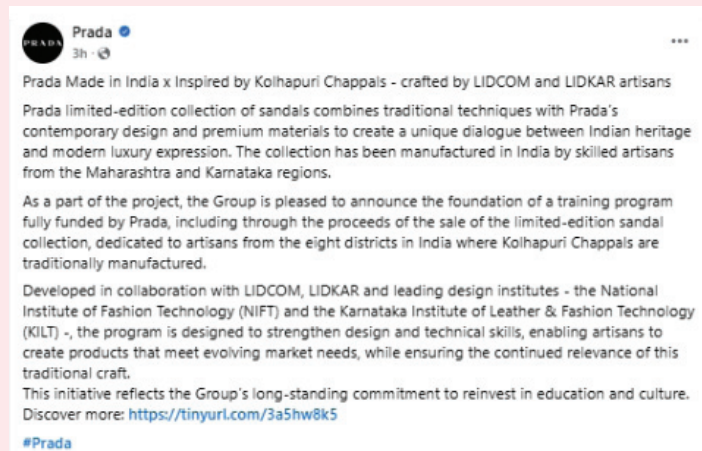 PRADA
Prada
3h
Prada Made in India x Inspired by Kolhapuri Chappals - crafted by LIDCOM and LIDKAR artisans
Prada limited-edition collection of sandals combines traditional techniques with Prada's
contemporary design and premium materials to create a unique dialogue between Indian heritage
and modern luxury expression. The collection has been manufactured in India by skilled artisans
from the Maharashtra and Karnataka regions.
As a part of the project, the Group is pleased to announce the foundation of a training program
fully funded by Prada, including through the proceeds of the sale of the limited-edition sandal
collection, dedicated to artisans from the eight districts in India where Kolhapuri Chappals are
traditionally manufactured.
Developed in collaboration with LIDCOM, LIDKAR and leading design institutes - the National
Institute of Fashion Technology (NIFT) and the Karnataka Institute of Leather & Fashion Technology
(KILT) -, the program is designed to strengthen design and technical skills, enabling artisans to
create products that meet evolving market needs, while ensuring the continued relevance of this
traditional craft.
This initiative reflects the Group's long-standing commitment to reinvest in education and culture.
Discover more: https://tinyurl.com/3a5hw8k5
#Prada